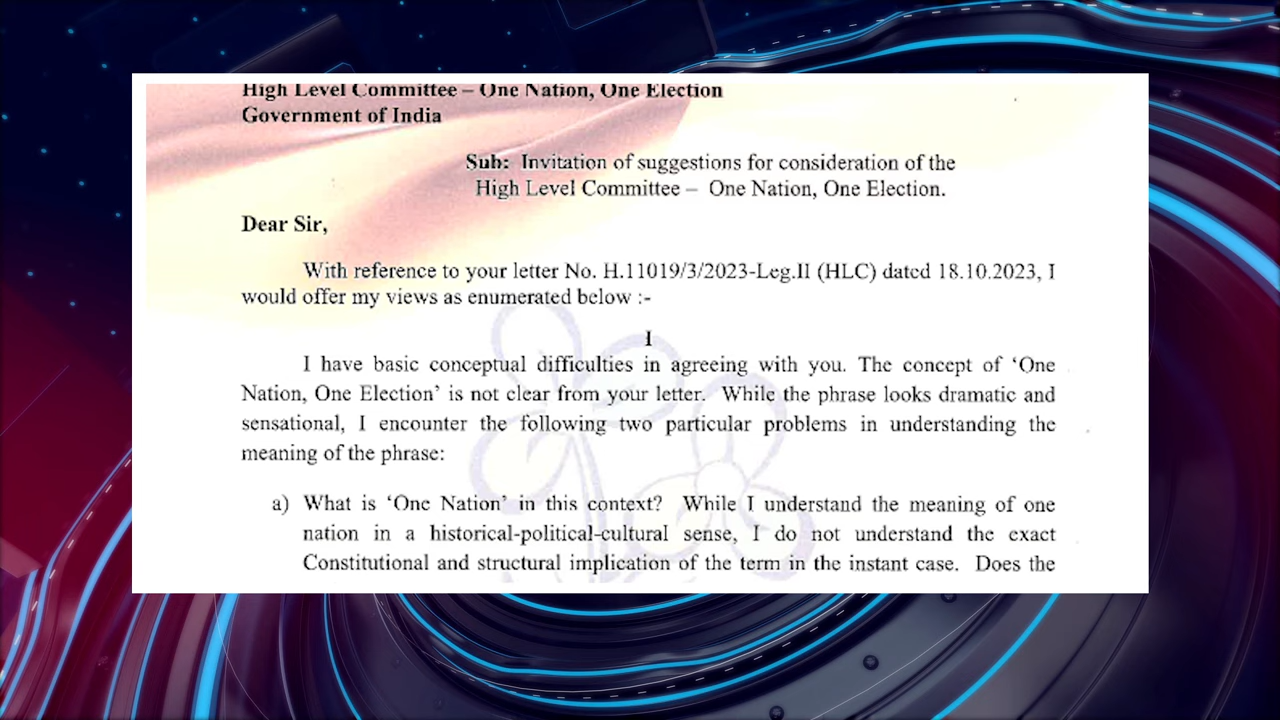 High Level Committee – One Nation, One Election
Government of India
Sub: Invitation of suggestions for consideration of the
High Level Committee – One Nation, One Election.
Dear Sir,
With reference to your letter No. H.11019/3/2023-Leg.II (HLC) dated 18.10.2023, I
would offer my views as enumerated below :-
I
I have basic conceptual difficulties in agreeing with you. The concept of ‘One
Nation, One Election’ is not clear from your letter. While the phrase looks dramatic and
sensational, I encounter the following two particular problems in understanding the
meaning of the phrase:
a) What is ‘One Nation’ in this context? While I understand the meaning of one
nation in a historical-political-cultural sense, I do not understand the exact
Constitutional and structural implication of the term in the instant case. Does the